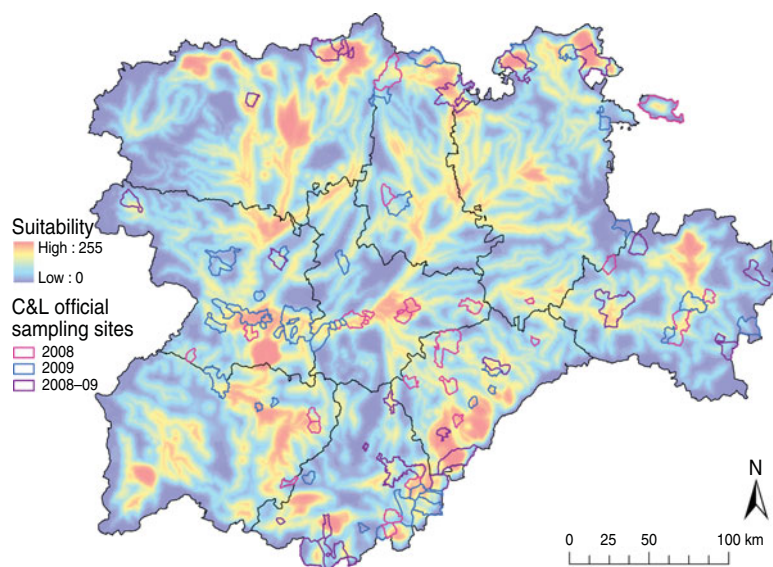 Suitability
High : 255
Low : 0
C&L official
sampling sites
2008
2009
2008–09
N
0 25 50 100 km